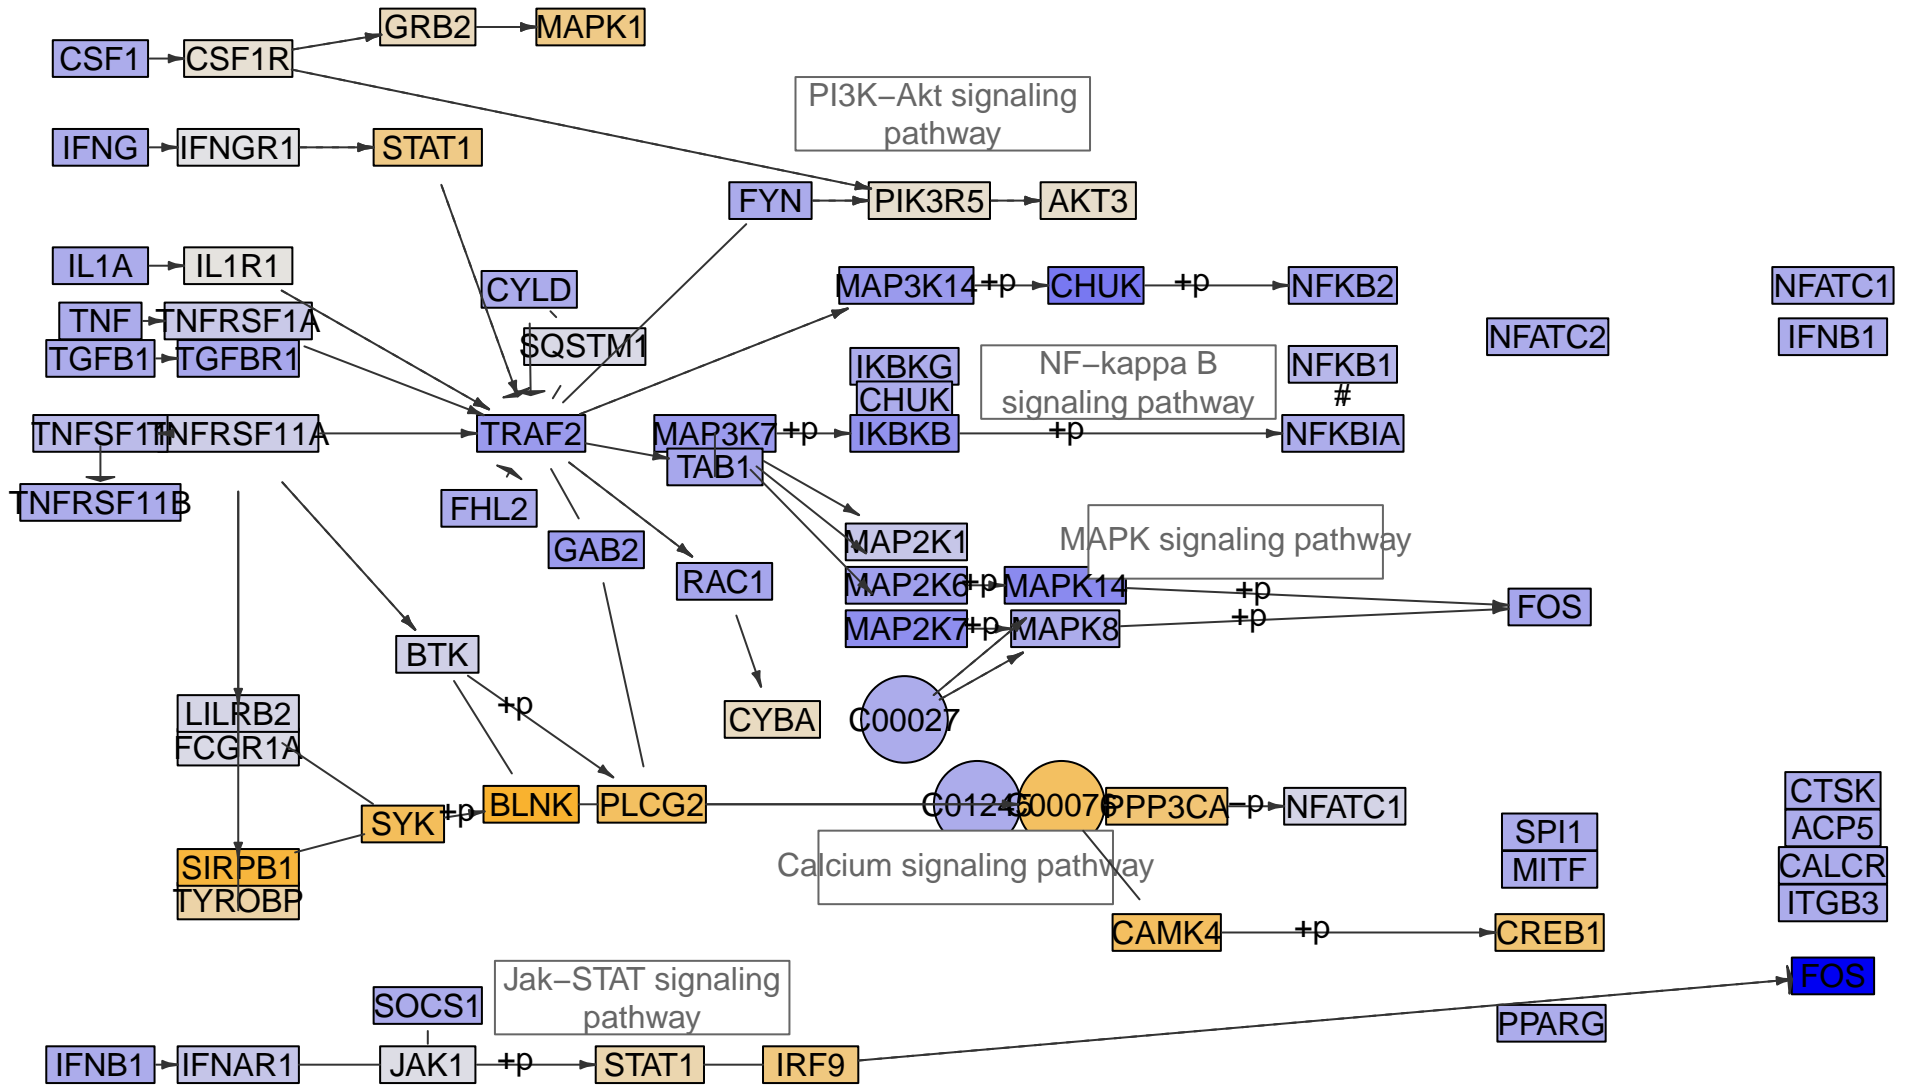 GRB2
MAPK1
CSF1
CSF1R
PI3K−Akt signaling
pathway
IFNG
IFNGR1
STAT1
FYN
PIK3R5
AKT3
IL1A
IL1R1
CYLD
MAP3K14
+p
CHUK
+p
NFKB2
NFATC1
TNF
TNFRSF1A
SQSTM1
NFATC2
IFNB1
TGFB1
TGFBR1
IKBKG
NF−kappa B
signaling pathway
NFKB1
#
CHUK
TNFRSF11A
TRAF2
MAP3K7
+p
IKBKB
+p
NFKBIA
TAB1
TNFRSF11B
FHL2
GAB2
MAP2K1
MAPK signaling pathway
RAC1
MAP2K6
+p
MAPK14
+p
FOS
MAP2K7
+p
MAPK8
+p
BTK
+p
LILRB2
FCGR1A
CYBA
C00027
SYK
+p
BLNK
PLCG2
C00076
PPP3CA
−p
NFATC1
CTSK
SPI1
ACP5
SIRPB1
TYROBP
Calcium signaling pathway
MITF
CALCR
ITGB3
CAMK4
+p
CREB1
Jak−STAT signaling
pathway
FOS
SOCS1
PPARG
IFNB1
IFNAR1
JAK1
+p
STAT1
IRF9